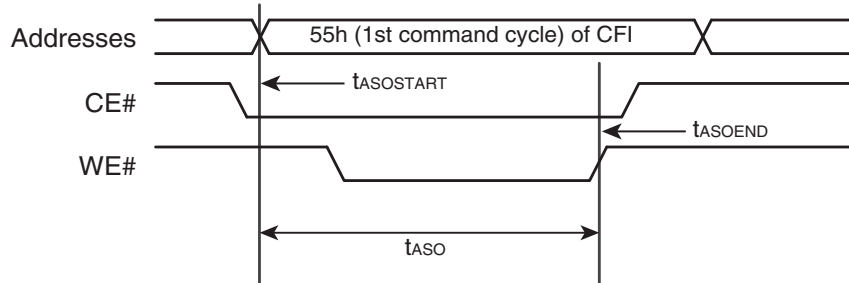 Addresses
55h (1st command cycle) of CFI
tASOSTART
CE#
tASOEND
WE#
tASO